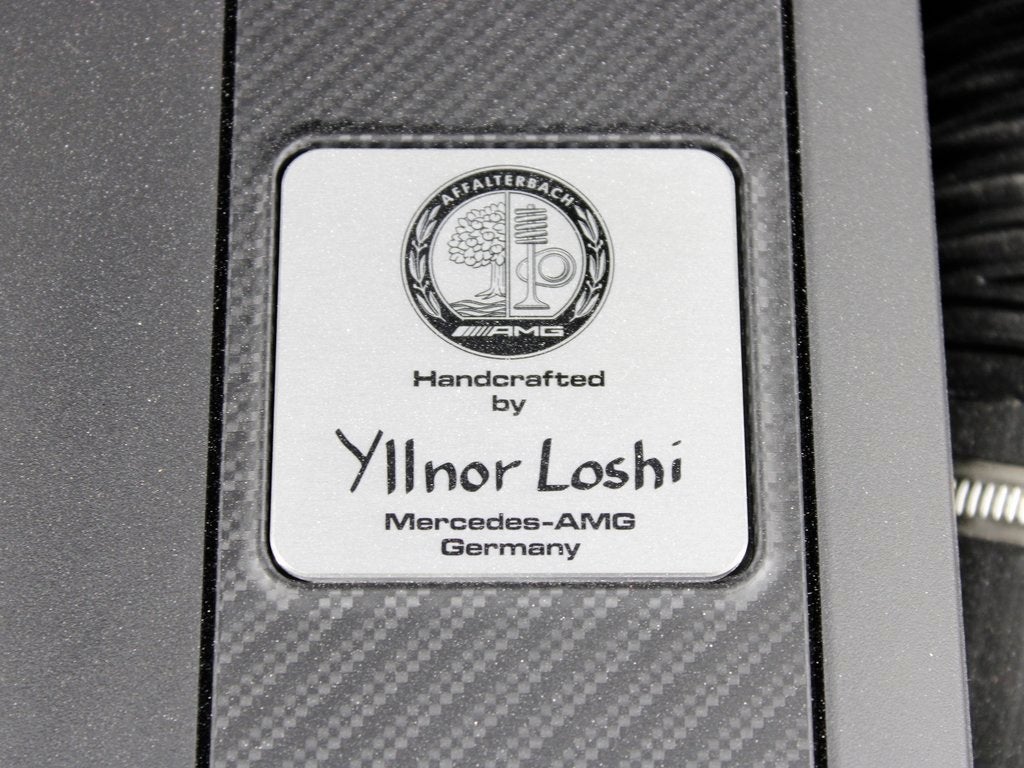 AFFALTERBACH
AMG
Handcrafted
by
Yllnor Loshi
Mercedes-AMG
Germany